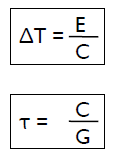 ΔT = E/C
τ = C/G